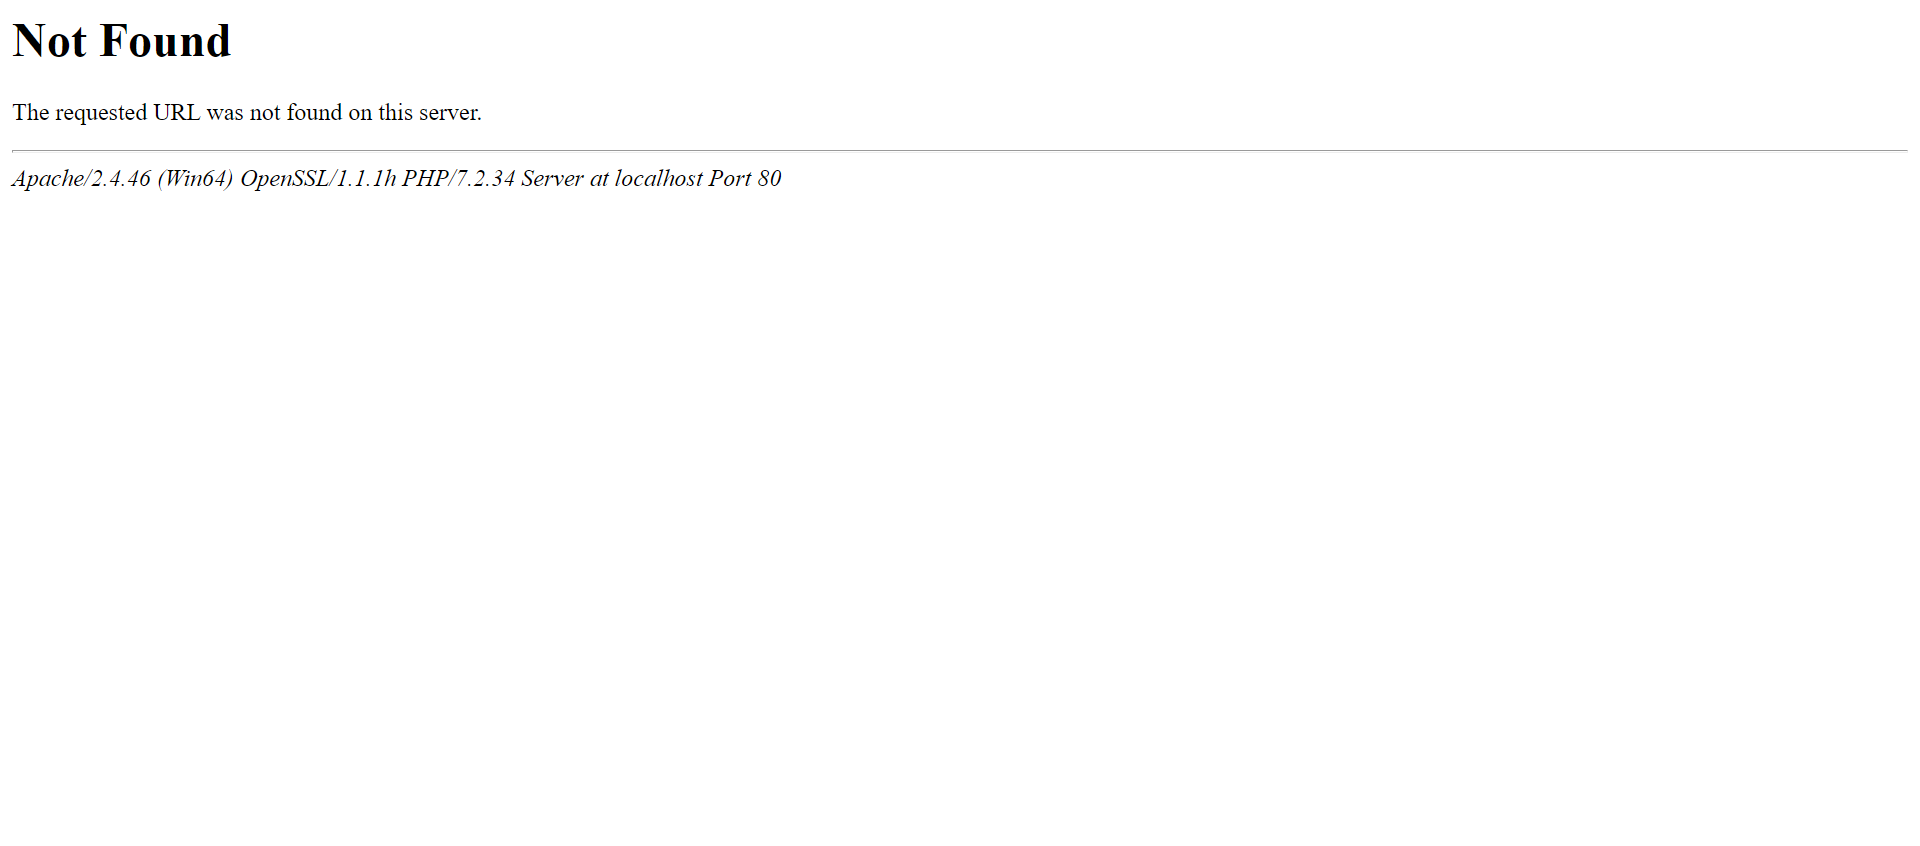 Not Found
The requested URL was not found on this server.
Apache/2.4.46 (Win64) OpenSSL/1.1.1h PHP/7.2.34 Server at localhost Port 80